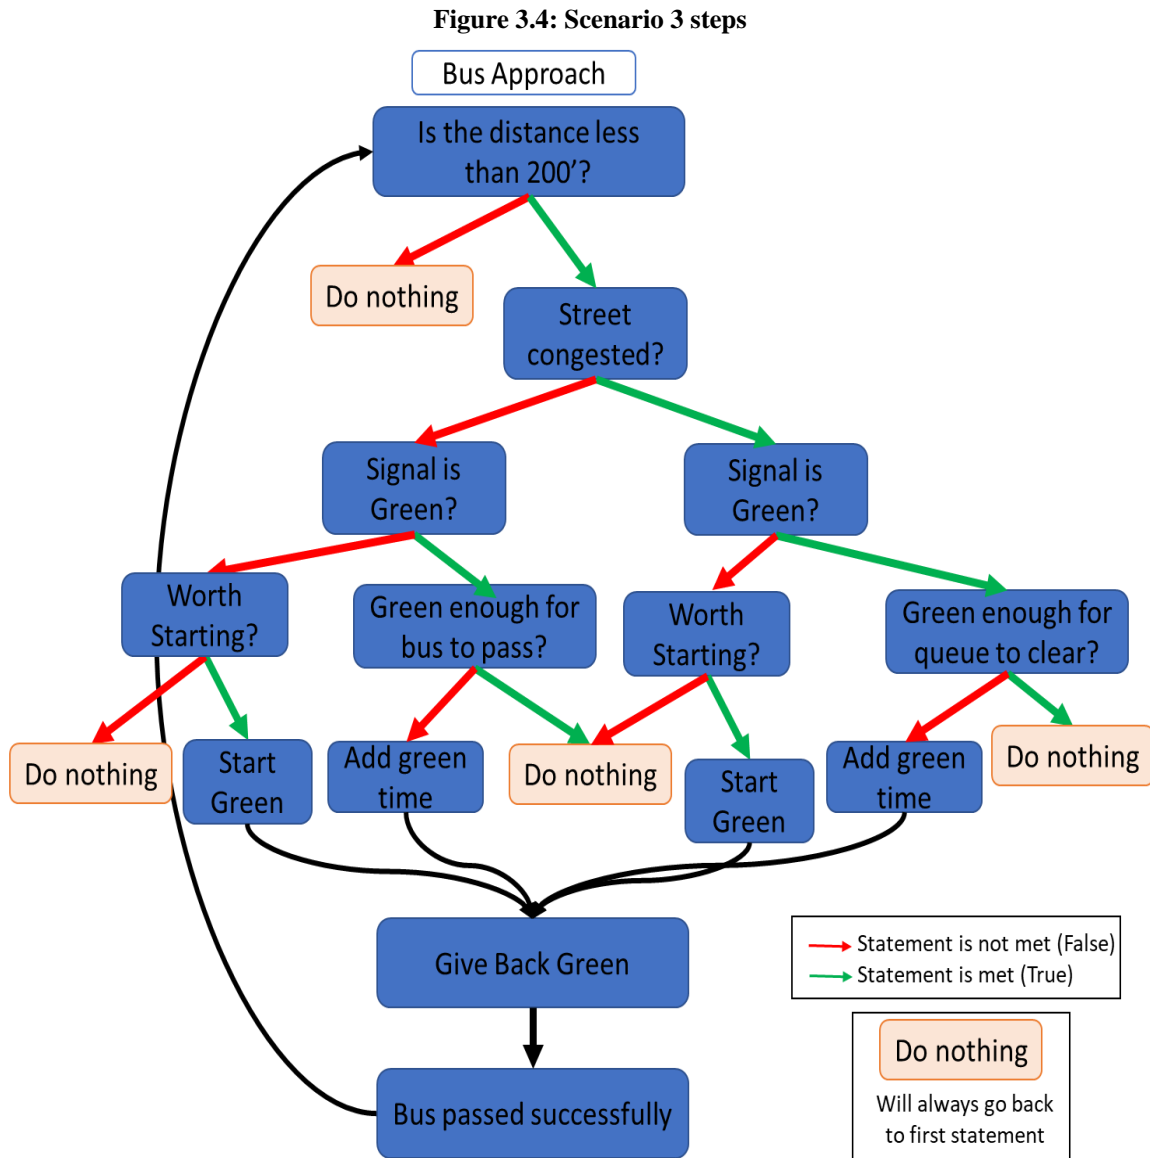 Figure 3.4: Scenario 3 steps
Bus Approach
Is the distance less
than 200’?
Do nothing
Street
congested?
Signal is
Green?
Signal is
Green?
Worth
Starting?
Green enough for
bus to pass?
Worth
Starting?
Green enough for
queue to clear?
Do nothing
Start
Green
Add green
time
Do nothing
Start
Green
Add green
time
Do nothing
Give Back Green
Statement is not met (False)
Statement is met (True)
Do nothing
Will always go back
to first statement
Bus passed successfully